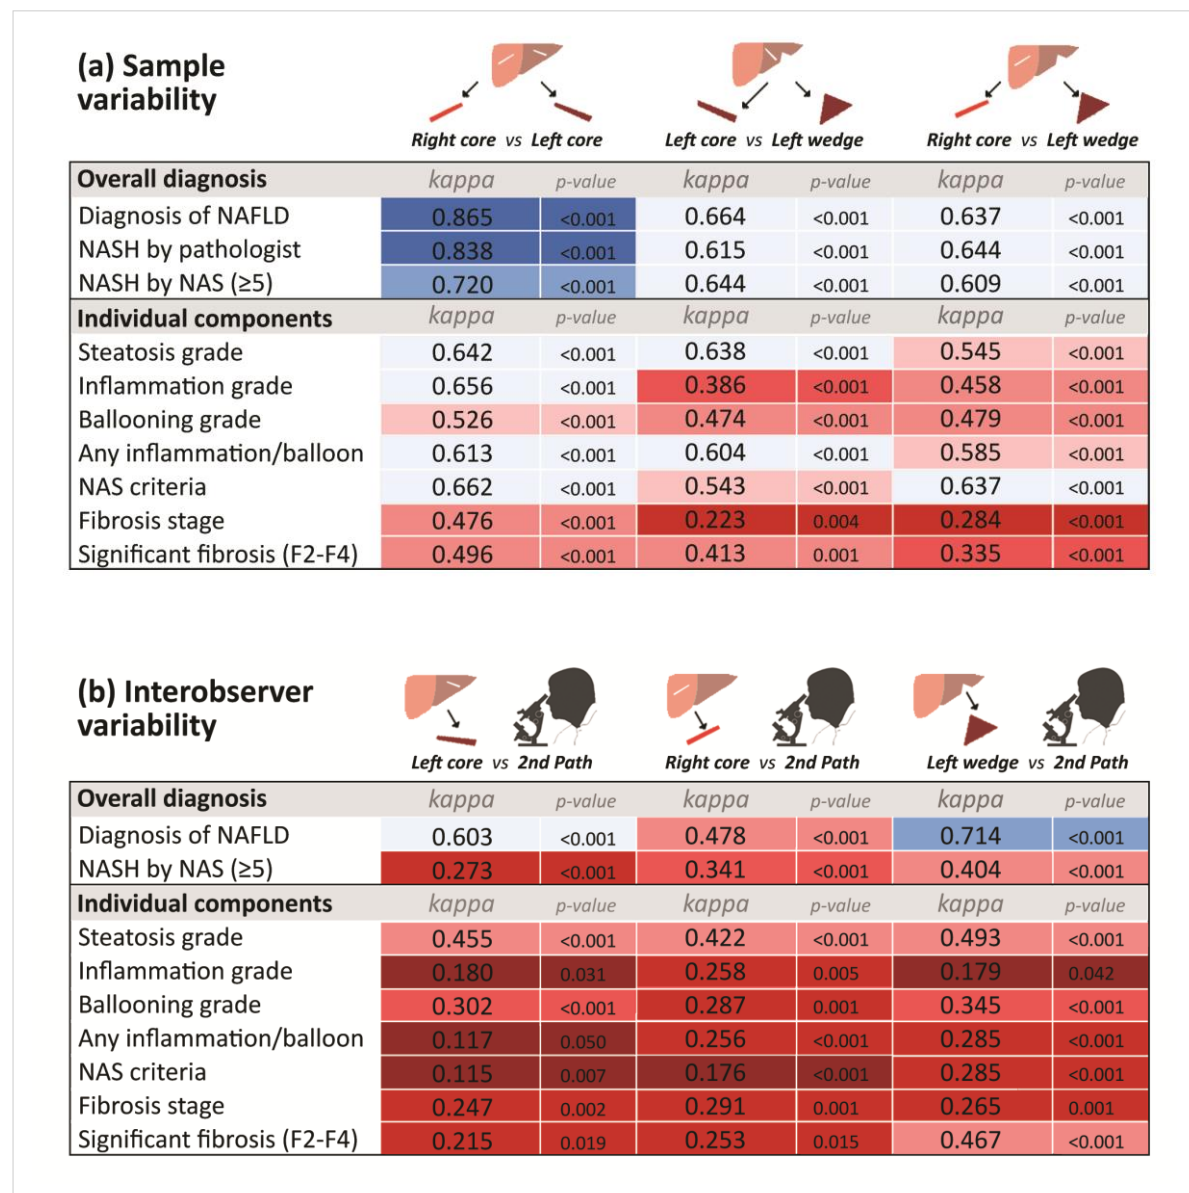 (a) Sample
variability
Right core vs Left core Left core vs Left wedge Right core vs Left wedge
Overall diagnosis kappa p-value kappa p-value kappa p-value
Diagnosis of NAFLD 0.865 <0.001 0.664 <0.001 0.637 <0.001
NASH by pathologist 0.838 <0.001 0.615 <0.001 0.644 <0.001
NASH by NAS (≥5) 0.720 <0.001 0.644 <0.001 0.609 <0.001
Individual components kappa p-value kappa p-value kappa p-value
Steatosis grade 0.642 <0.001 0.638 <0.001 0.545 <0.001
Inflammation grade 0.656 <0.001 0.386 <0.001 0.458 <0.001
Ballooning grade 0.526 <0.001 0.474 <0.001 0.479 <0.001
Any inflammation/balloon 0.613 <0.001 0.604 <0.001 0.585 <0.001
NAS criteria 0.662 <0.001 0.543 <0.001 0.637 <0.001
Fibrosis stage 0.476 <0.001 0.223 0.004 0.284 <0.001
Significant fibrosis (F2-F4) 0.496 <0.001 0.413 0.001 0.335 <0.001
(b) Interobserver
variability
Left core vs 2nd Path Right core vs 2nd Path Left wedge vs 2nd Path
Overall diagnosis kappa p-value kappa p-value kappa p-value
Diagnosis of NAFLD 0.603 <0.001 0.478 <0.001 0.714 <0.001
NASH by NAS (≥5) 0.273 <0.001 0.341 <0.001 0.404 <0.001
Individual components kappa p-value kappa p-value kappa p-value
Steatosis grade 0.455 <0.001 0.422 <0.001 0.493 <0.001
Inflammation grade 0.180 0.031 0.258 0.005 0.179 0.042
Ballooning grade 0.302 <0.001 0.287 0.001 0.345 <0.001
Any inflammation/balloon 0.117 0.050 0.256 <0.001 0.285 <0.001
NAS criteria 0.115 0.007 0.176 <0.001 0.285 <0.001
Fibrosis stage 0.247 0.002 0.291 0.001 0.265 0.001
Significant fibrosis (F2-F4) 0.215 0.019 0.253 0.015 0.467 <0.001